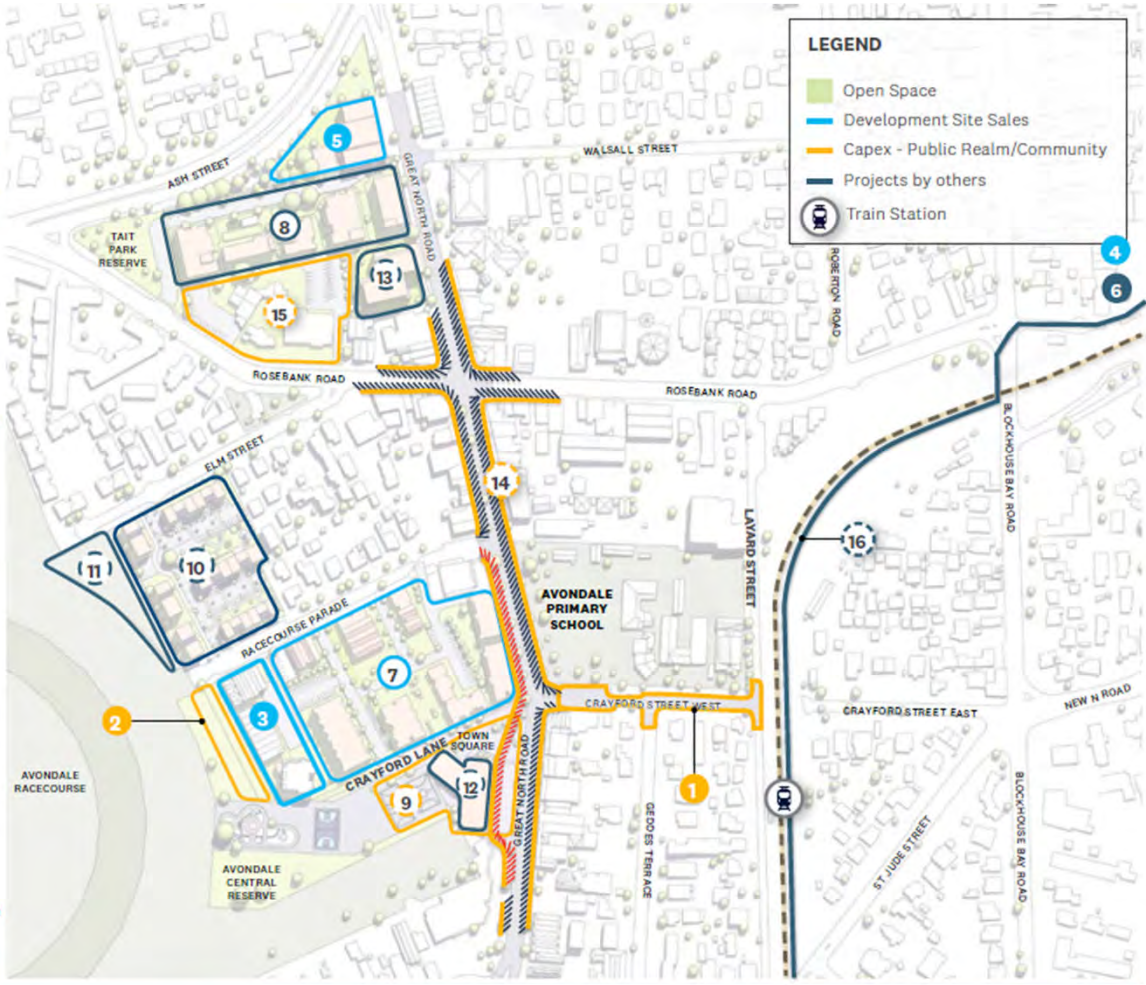 LEGEND
Open Space
Development Site Sales
Capex - Public Realm/Community
Projects by others
Train Station
4
6
5
WALSALL STREET
ASH STREET
GREAT NORTH ROAD
8
TAIT
PARK
RESERVE
13
ROBERTON ROAD
15
ROSEBANK ROAD
ROSEBANK ROAD
ELM STREET
BLOCKHOUSE BAY ROAD
14
LAYARD STREET
16
11
10
AVONDALE
PRIMARY
SCHOOL
RACECOURSE PARADE
7
2
3
CRAYFORD STREET WEST
CRAYFORD STREET EAST
NEW N ROAD
TOWN
SQUARE
CRAYFORD LANE
AVONDALE
RACECOURSE
9
12
GREAT NORTH ROAD
1
GEDDES TERRACE
ST JUDE STREET
BLOCKHOUSE BAY ROAD
AVONDALE
CENTRAL
RESERVE